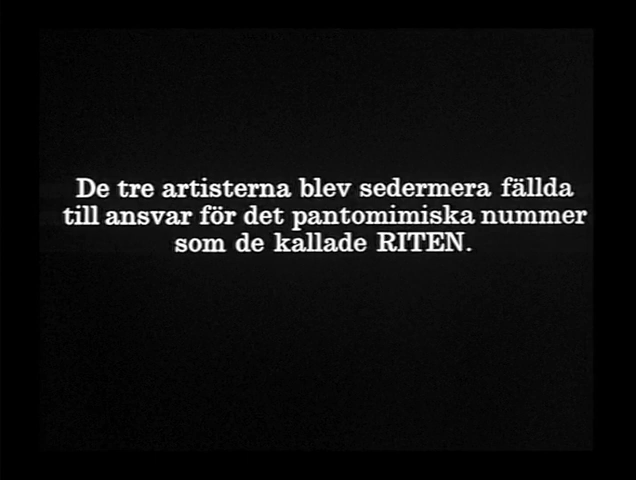 De tre artisterna blev sedermera fällda
till ansvar för det pantomimiska nummer
som de kallade RITEN.